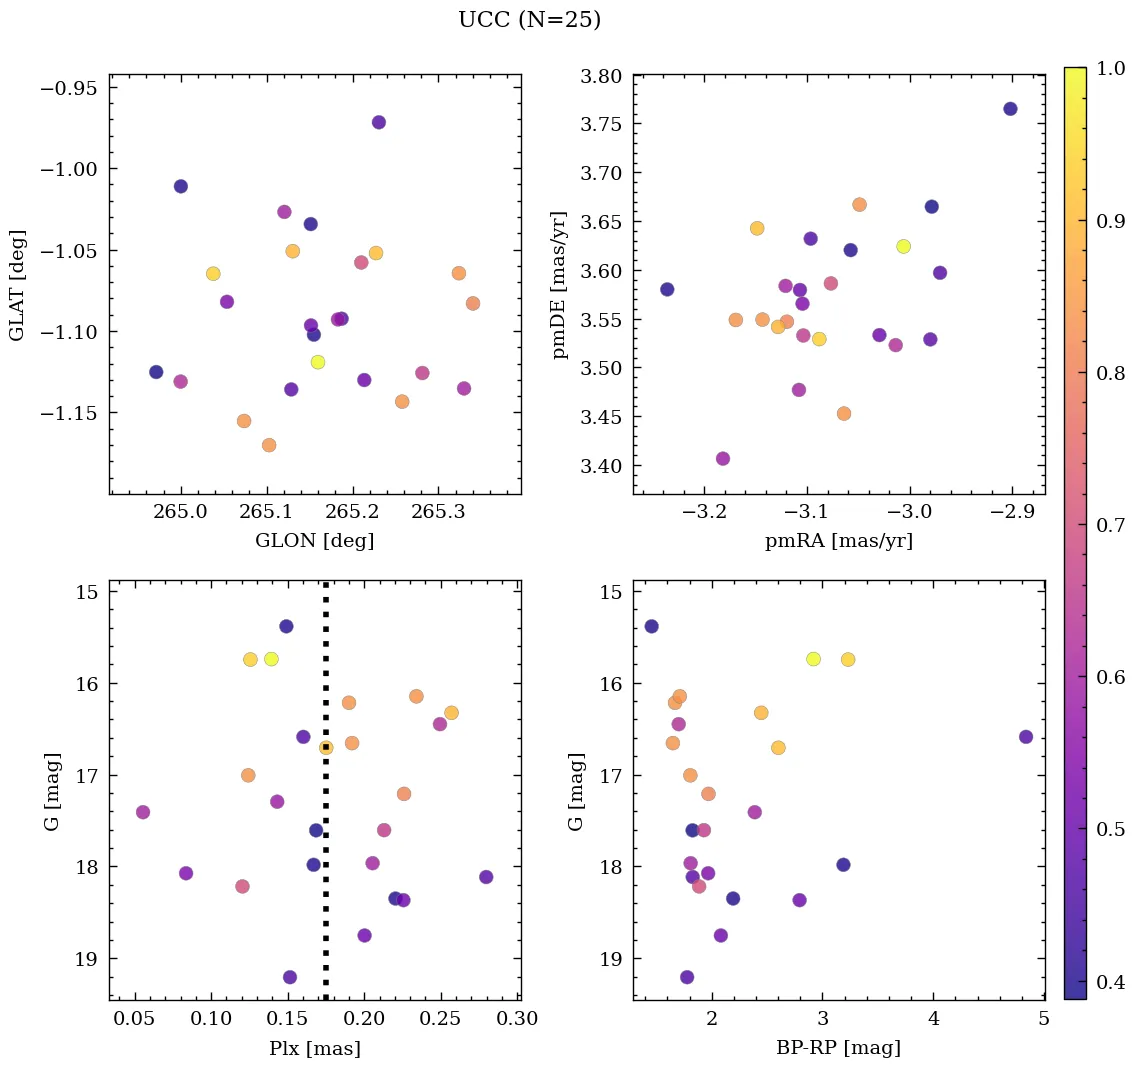 UCC (N=25)
−0.95
−1.00
−1.05
−1.10
−1.15
GLAT [deg]
265.0 265.1 265.2 265.3
GLON [deg]
3.80
3.75
3.70
3.65
3.60
3.55
3.50
3.45
3.40
pmDE [mas/yr]
−3.2 −3.1 −3.0 −2.9
pmRA [mas/yr]
15
16
17
18
19
G [mag]
0.05 0.10 0.15 0.20 0.25 0.30
Plx [mas]
15
16
17
18
19
G [mag]
2 3 4 5
BP-RP [mag]
1.0
0.9
0.8
0.7
0.6
0.5
0.4